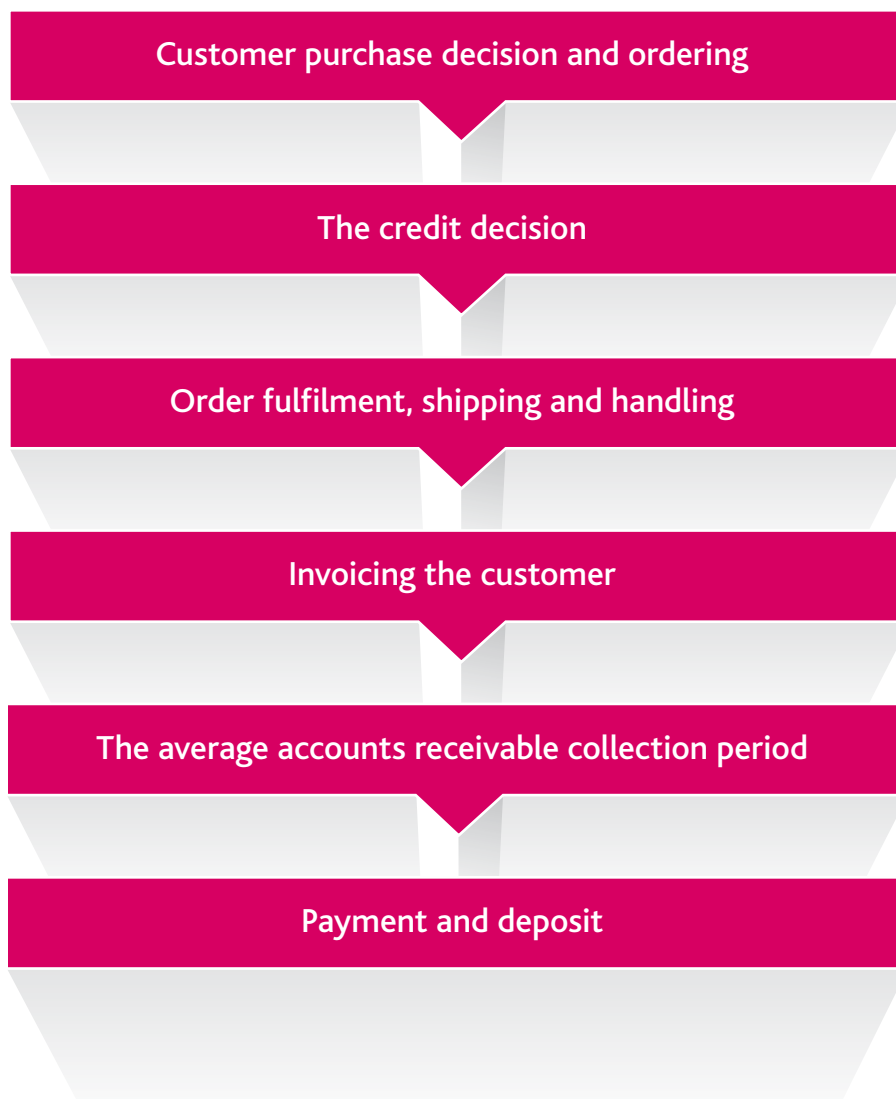 Customer purchase decision and ordering
The credit decision
Order fulfilment, shipping and handling
Invoicing the customer
The average accounts receivable collection period
Payment and deposit